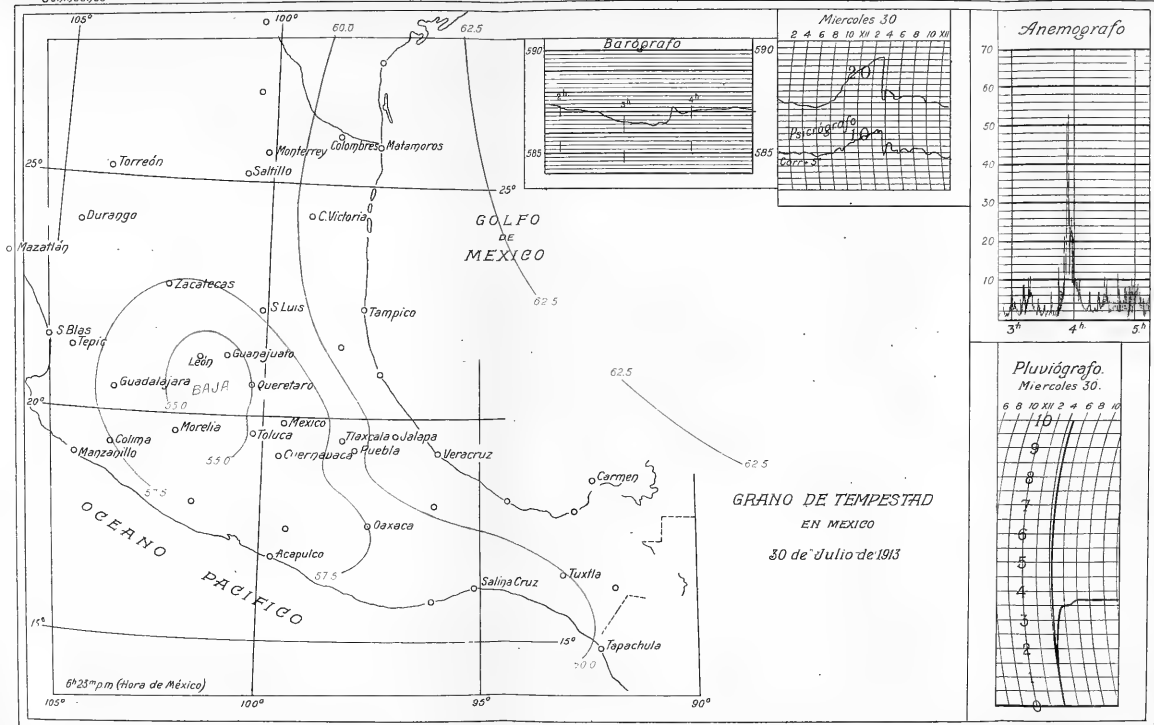 105°
100°
60.0
62.5
25°
Torreón
Monterrey
Saltillo
Colombres
Matamoros
25°
Durango
C. Victoria
Mazatlán
GOLFO
DE
MEXICO
62.5
Zacatecas
S Luis
Tampico
S Blas
Tepic
León
Guanajuato
Guadalajara
BAJA
Queretaro
55.0
20°
Morelia
Mexico
Toluca
Tlaxcala
Jalapa
Colima
Manzanillo
55.0
Cuernavaca
Puebla
Veracruz
57.5
Carmen
62.5
62.5
OCEANO
PACIFICO
Oaxaca
Acapulco
57.5
Salina Cruz
Tuxtla
15°
15°
Tapachula
6ʰ23ᵐ p m (Hora de México)
105°
100°
95°
90°
GRANO DE TEMPESTAD
EN MEXICO
30 de Julio de 1913
Barógrafo
590
590
2ʰ
3ʰ
4ʰ
585
585
Miercoles 30
2 4 6 8 10 XII 2 4 6 8 10 XII
20
Psicrógrafo
10
Anemografo
70
60
50
40
30
20
10
3ʰ
4ʰ
5ʰ
Pluviógrafo.
Miercoles 30.
6 8 10 XII 2 4 6 8 10
10
9
8
7
6
5
4
3
2
0